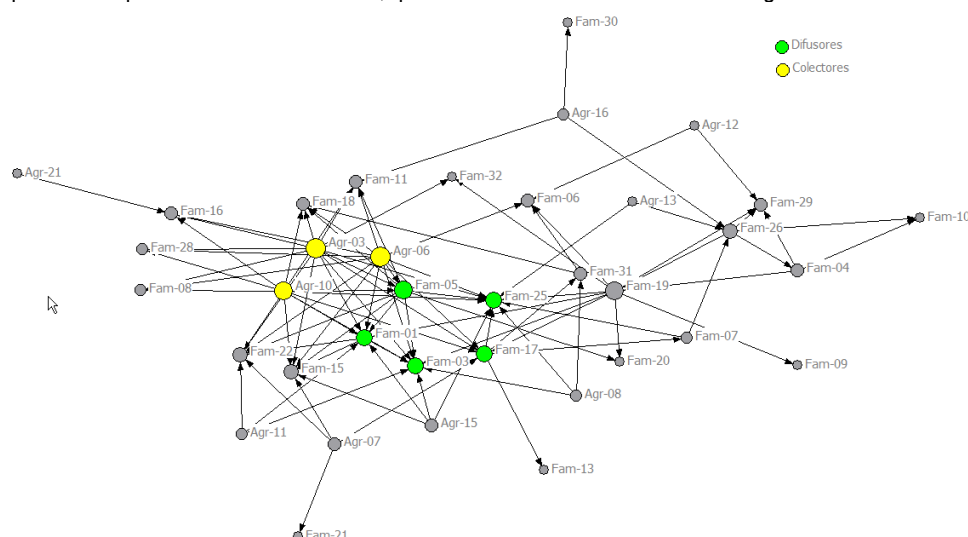 Fam-30
Difusores
Colectores
Agr-16
Agr-12
Agr-21
Fam-11
Fam-32
Fam-18
Fam-06
Agr-13
Fam-29
Fam-16
Fam-10
Fam-26
Agr-03
Fam-28
Agr-06
Fam-31
Fam-04
Fam-08
Agr-10
Fam-05
Fam-25
Fam-19
Fam-01
Fam-07
Fam-22
Fam-03
Fam-17
Fam-20
Fam-09
Fam-15
Agr-08
Agr-11
Agr-15
Agr-07
Fam-13
Fam-21